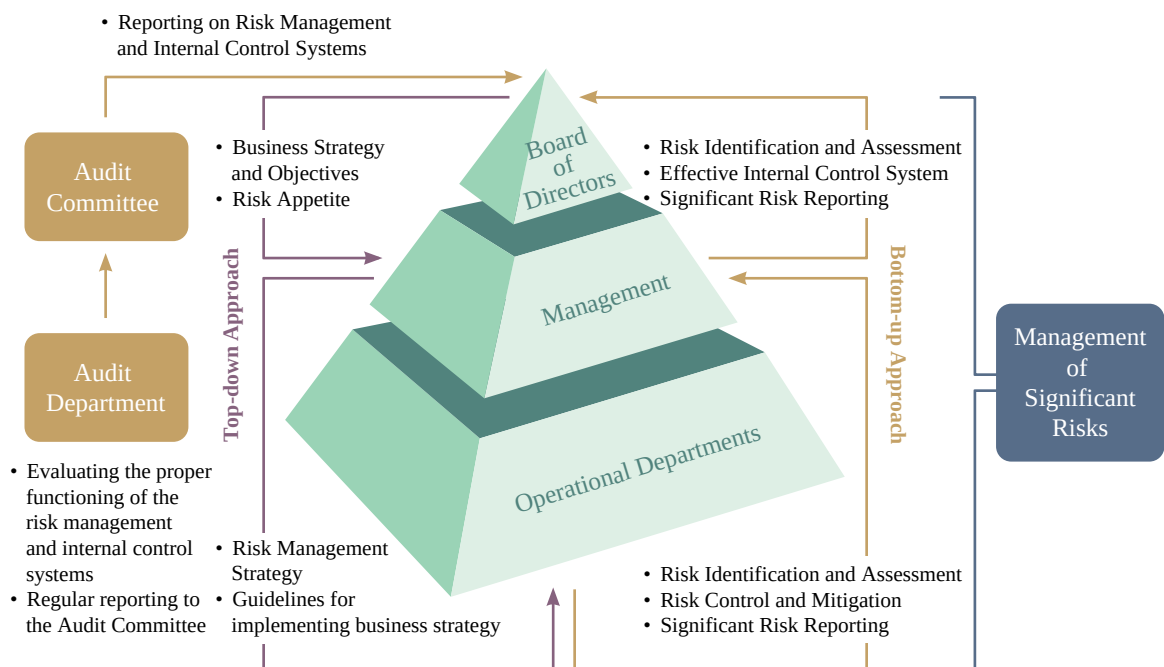 • Reporting on Risk Management
and Internal Control Systems
Audit
Committee
• Business Strategy
and Objectives
• Risk Appetite
Board
of
Directors
• Risk Identification and Assessment
• Effective Internal Control System
• Significant Risk Reporting
Top-down Approach
Management
Bottom-up Approach
Management
of
Significant
Risks
Audit
Department
Operational Departments
• Evaluating the proper
functioning of the
risk management
and internal control
systems
• Regular reporting to
the Audit Committee
• Risk Management
Strategy
• Guidelines for
implementing business strategy
• Risk Identification and Assessment
• Risk Control and Mitigation
• Significant Risk Reporting